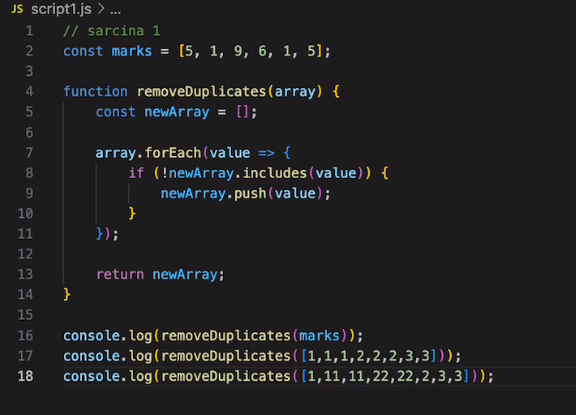 JS script1.js > ...
1 // sarcina 1
2 const marks = [5, 1, 9, 6, 1, 5];
3
4 function removeDuplicates(array) {
5     const newArray = [];
6
7     array.forEach(value => {
8         if (!newArray.includes(value)) {
9             newArray.push(value);
10         }
11     });
12
13     return newArray;
14 }
15
16 console.log(removeDuplicates(marks));
17 console.log(removeDuplicates([1,1,1,2,2,2,3,3]));
18 console.log(removeDuplicates([1,11,11,22,22,2,3,3]));